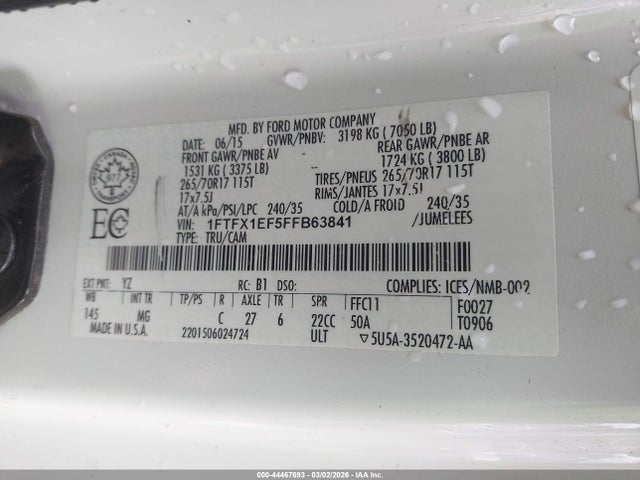 MFD. BY FORD MOTOR COMPANY
DATE: 06/15 GVWR/PNBV: 3198 KG ( 7050 LB)
FRONT GAWR/PNBE AV REAR GAWR/PNBE AR
1531 KG ( 3375 LB) 1724 KG ( 3800 LB)
265/70R17 115T TIRES/PNEUS 265/70R17 115T
17x7.5J RIMS/JANTES 17x7.5J
AT/A kPa/PSI/LPC 240/35 COLD/A FROID 240/35
VIN: 1FTFX1EF5FFB63841 /JUMELEES
TYPE: TRU/CAM
EC
EXT PNT: YZ RC: B1 DSO: COMPLIES: ICES/NMB-002
WB INT TR TP/PS R AXLE TR SPR FFC11 F0027
145 MG C 27 6 22CC 50A T0906
MADE IN U.S.A. 2201506024724 ULT ▽5U5A-3520472-AA
000-44467693 - 03/02/2026 - IAA Inc.